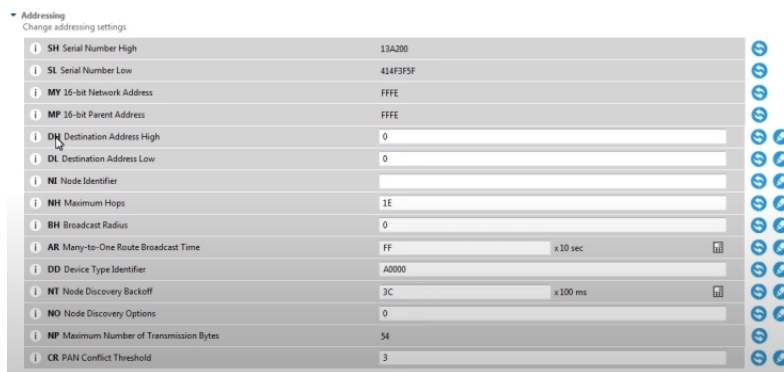 Addressing
Change addressing settings
i SH Serial Number High 13A200
i SL Serial Number Low 414F3F5F
i MY 16-bit Network Address FFFE
i MP 16-bit Parent Address FFFE
i DH Destination Address High 0
i DL Destination Address Low 0
i NI Node Identifier
i NH Maximum Hops 1E
i BH Broadcast Radius 0
i AR Many-to-One Route Broadcast Time FF x 10 sec
i DD Device Type Identifier A0000
i NT Node Discovery Backoff 3C x 100 ms
i NO Node Discovery Options 0
i NP Maximum Number of Transmission Bytes 54
i CR PAN Conflict Threshold 3